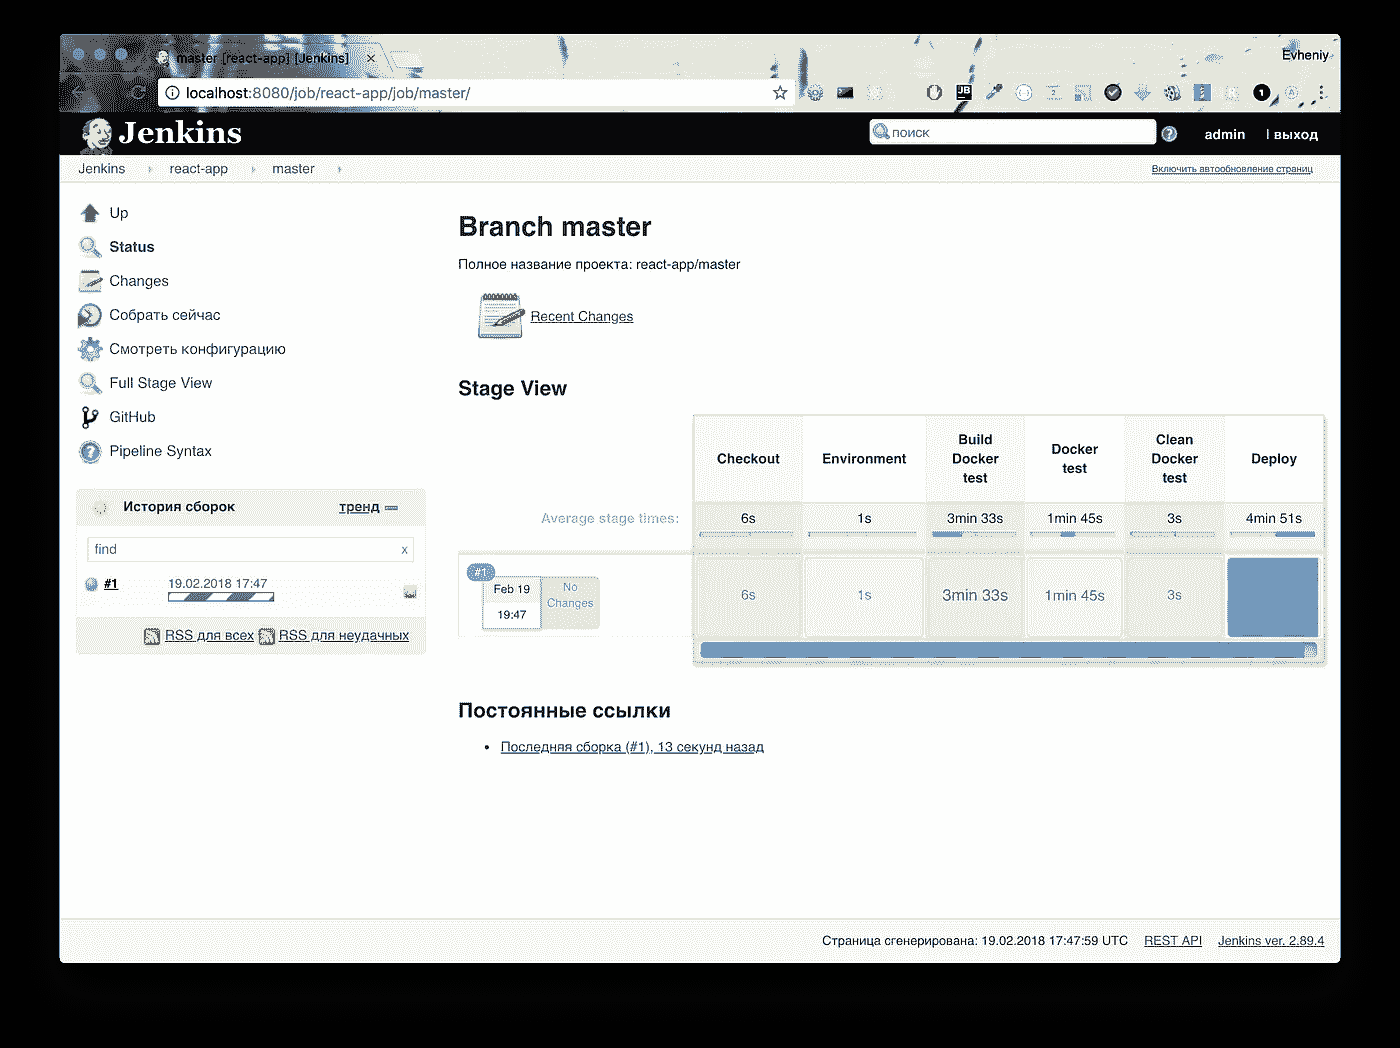 master [react-app] [Jenkins]
Evheniy
localhost:8080/job/react-app/job/master/
JB
2
1
A
Jenkins
поиск
?
admin
| выход
Jenkins
react-app
master
Включить автообновление страниц
Up
Status
Changes
Собрать сейчас
Смотреть конфигурацию
Full Stage View
GitHub
Pipeline Syntax
История сборок
тренд
find
x
#1
19.02.2018 17:47
RSS для всех
RSS для неудачных
Branch master
Полное название проекта: react-app/master
Recent Changes
Stage View
Checkout
Environment
Build
Docker
test
Docker
test
Clean
Docker
test
Deploy
Average stage times:
6s
1s
3min 33s
1min 45s
3s
4min 51s
#1
Feb 19
19:47
No
Changes
6s
1s
3min 33s
1min 45s
3s
Постоянные ссылки
• Последняя сборка (#1), 13 секунд назад
Страница сгенерирована: 19.02.2018 17:47:59 UTC
REST API
Jenkins ver. 2.89.4